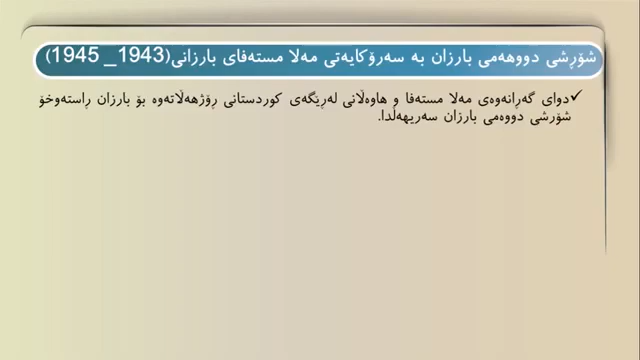 شۆڕشی دووهەمی بارزان بە سەرۆکایەتی مەلا مستەفای بارزانی(1943_ 1945)
✓دوای گەڕانەوەی مەلا مستەفا و هاوەڵانی لەڕێگەی کوردستانی ڕۆژهەڵاتەوە بۆ بارزان ڕاستەوخۆ
شۆڕشی دووەمی بارزان سەریهەڵدا.